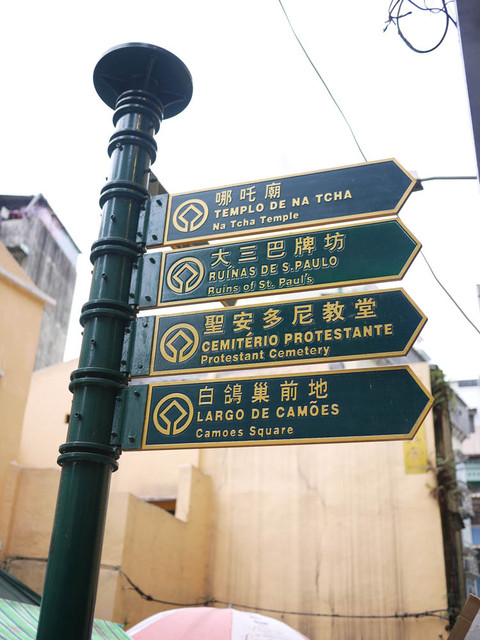 哪吒廟
TEMPLO DE NA TCHA
Na Tcha Temple
大三巴牌坊
RUÍNAS DE S.PAULO
Ruins of St. Paul's
聖安多尼教堂
CEMITÉRIO PROTESTANTE
Protestant Cemetery
白鴿巢前地
LARGO DE CAMÕES
Camoes Square